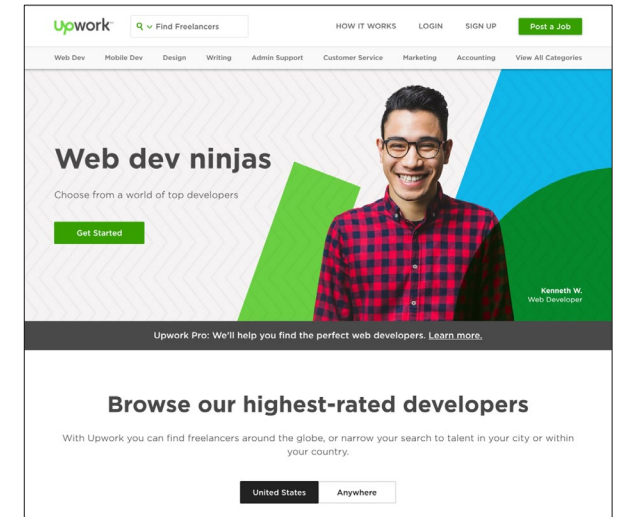 Upwork
Find Freelancers
HOW IT WORKS
LOGIN
SIGN UP
Post a Job
Web Dev
Mobile Dev
Design
Writing
Admin Support
Customer Service
Marketing
Accounting
View All Categories
Web dev ninjas
Choose from a world of top developers
Get Started
Kenneth W.
Web Developer
Upwork Pro: We'll help you find the perfect web developers. Learn more.
Browse our highest-rated developers
With Upwork you can find freelancers around the globe, or narrow your search to talent in your city or within
your country.
United States
Anywhere